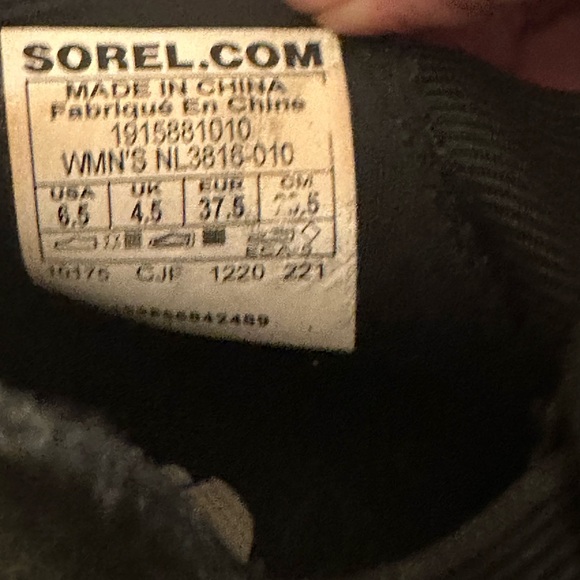 SOREL.COM
MADE IN CHINA
Fabriqué En Chine
1915881010
WMN'S NL3816-010
USA UK EUR CM
6.5 4.5 37.5
CJF 1220 221